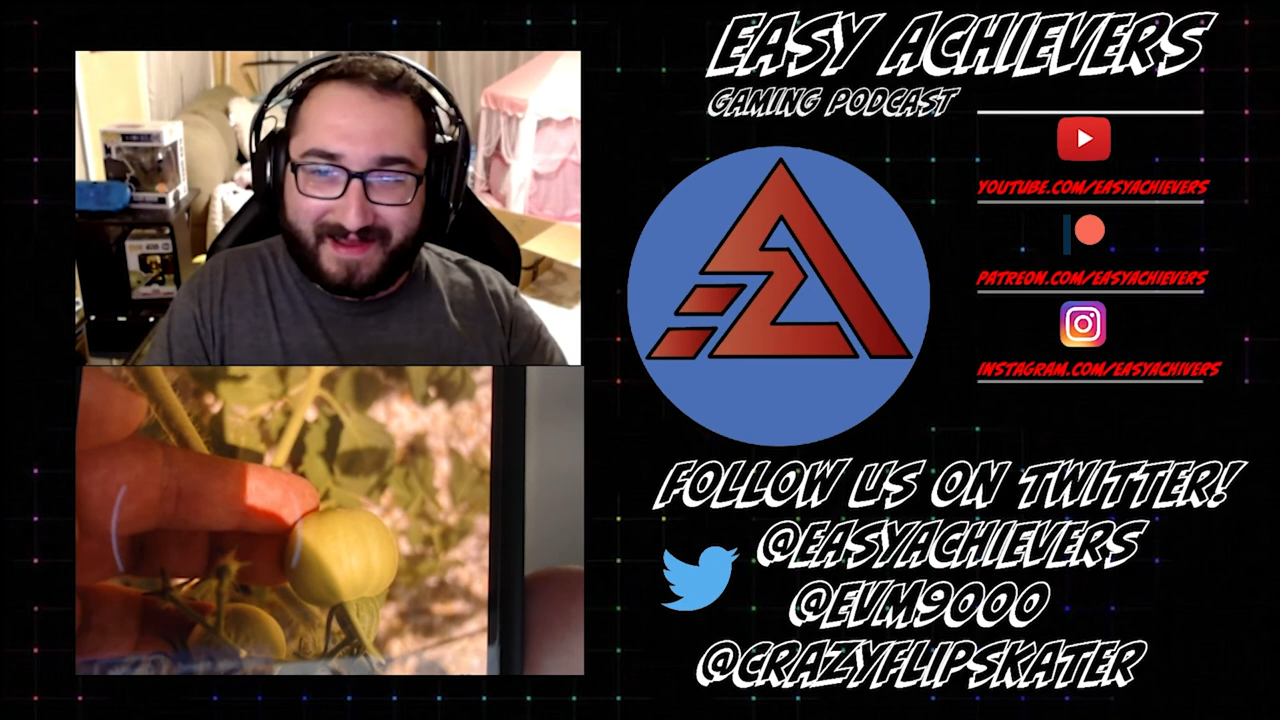 EASY ACHIEVERS
GAMING PODCAST
YOUTUBE.COM/EASYACHIEVERS
PATREON.COM/EASYACHIEVERS
INSTAGRAM.COM/EASYACHIVERS
FOLLOW US ON TWITTER!
@EASYACHIEVERS
@EVM9000
@CRAZYFLIPSKATER